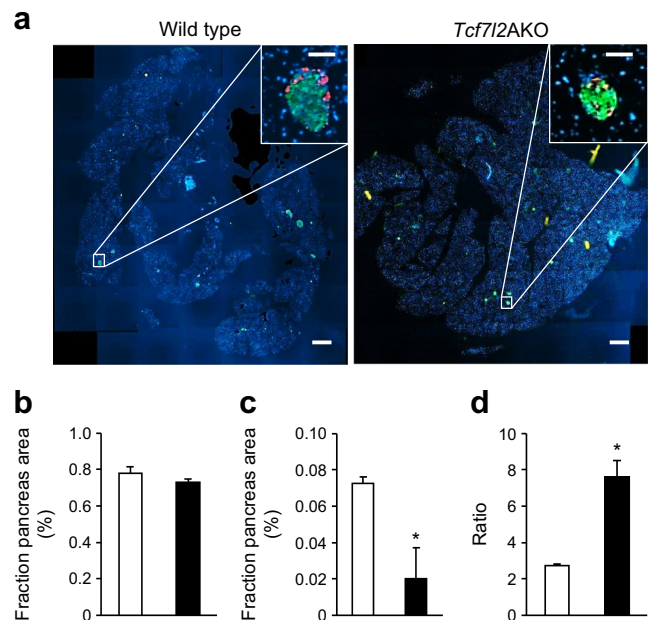 a
Wild type
Tcf7l2AKO
b
Fraction pancreas area
(%)
1.0
0.8
0.6
0.4
0.2
0
c
Fraction pancreas area
(%)
0.10
0.08
0.06
0.04
0.02
0
*
d
Ratio
10
8
6
4
2
0
*